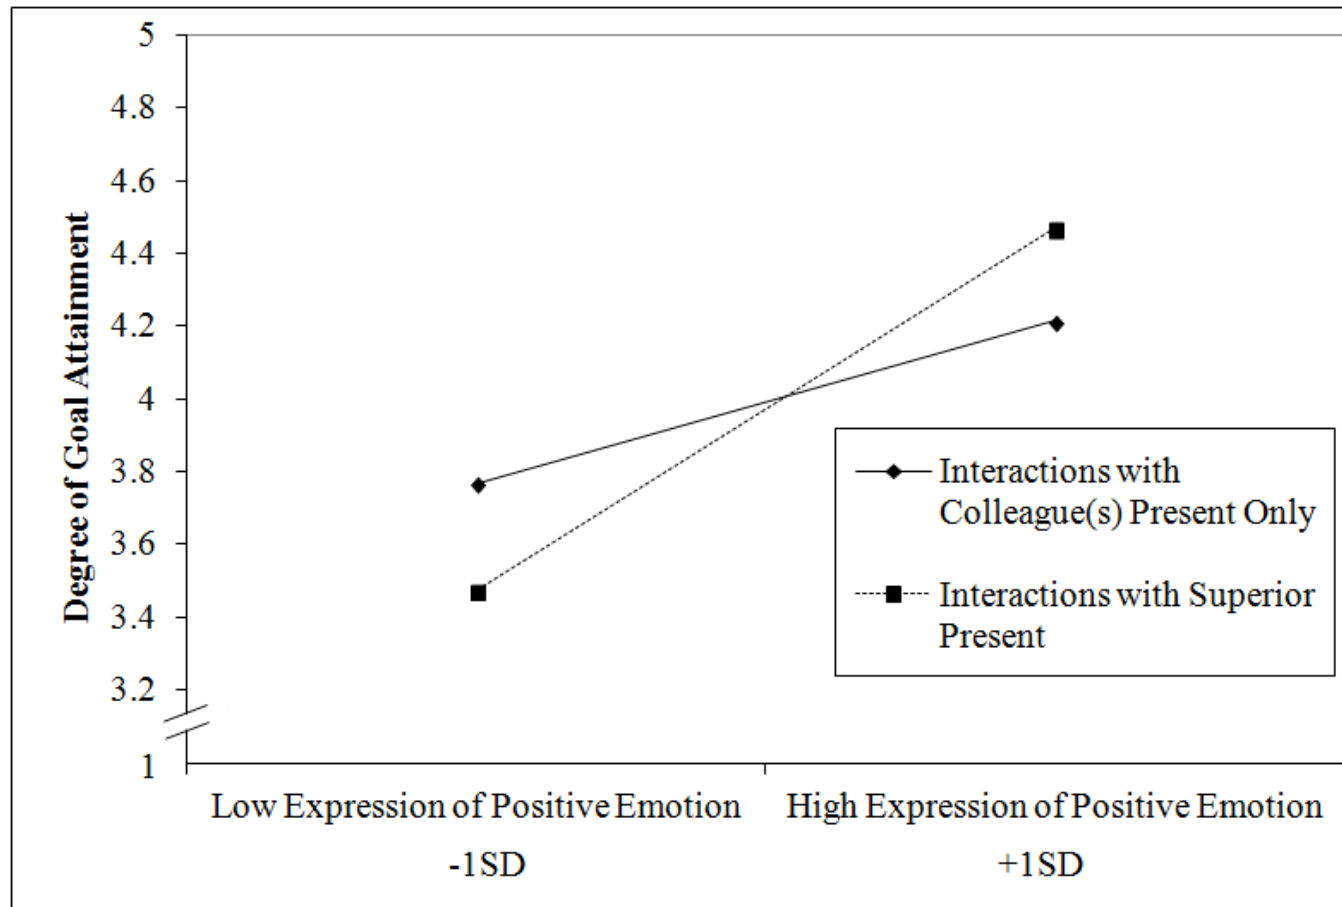 5
4.8
4.6
4.4
4.2
4
3.8
3.6
3.4
3.2
1
Degree of Goal Attainment
Interactions with
Colleague(s) Present Only
Interactions with Superior
Present
Low Expression of Positive Emotion
-1SD
High Expression of Positive Emotion
+1SD